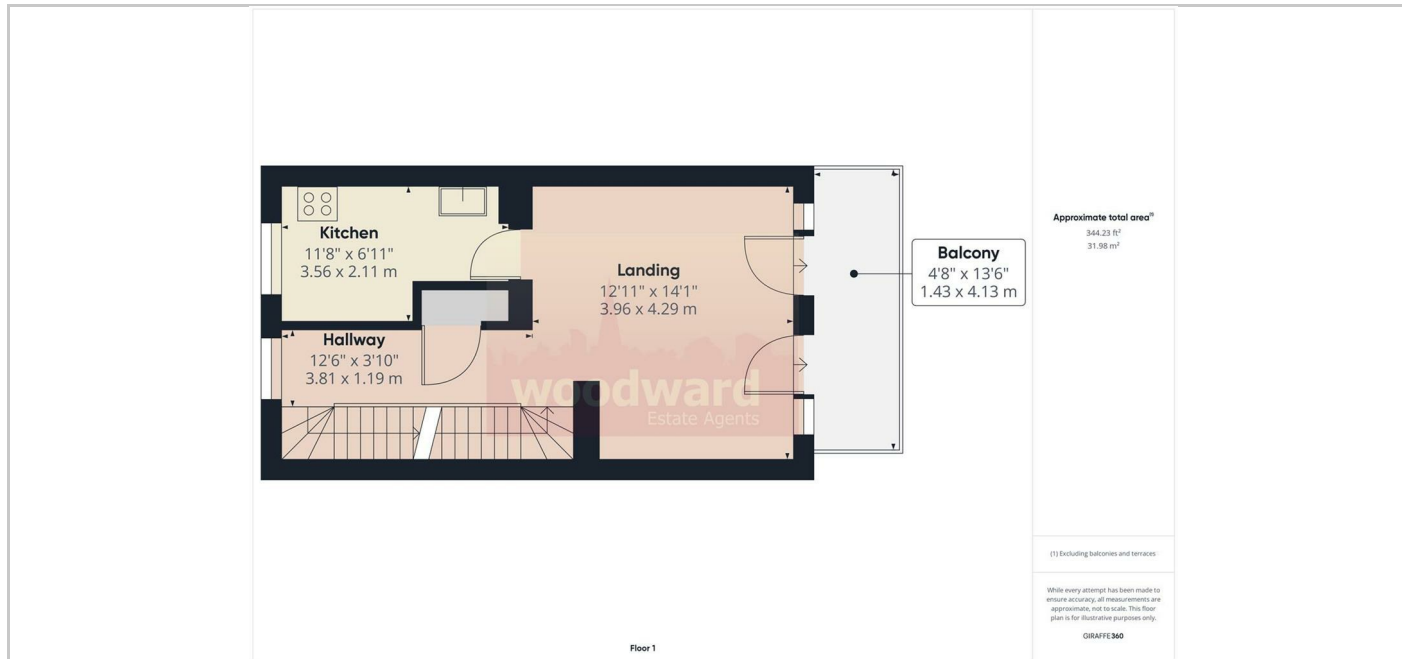 Kitchen
11'8" x 6'11"
3.56 x 2.11 m
Hallway
12'6" x 3'10"
3.81 x 1.19 m
Landing
12'11" x 14'1"
3.96 x 4.29 m
Balcony
4'8" x 13'6"
1.43 x 4.13 m
woodward
Estate Agents
Floor 1
Approximate total area⁽¹⁾
344.23 ft²
31.98 m²
(1) Excluding balconies and terraces
While every attempt has been made to
ensure accuracy, all measurements are
approximate, not to scale. This floor
plan is for illustrative purposes only.
GIRAFFE360